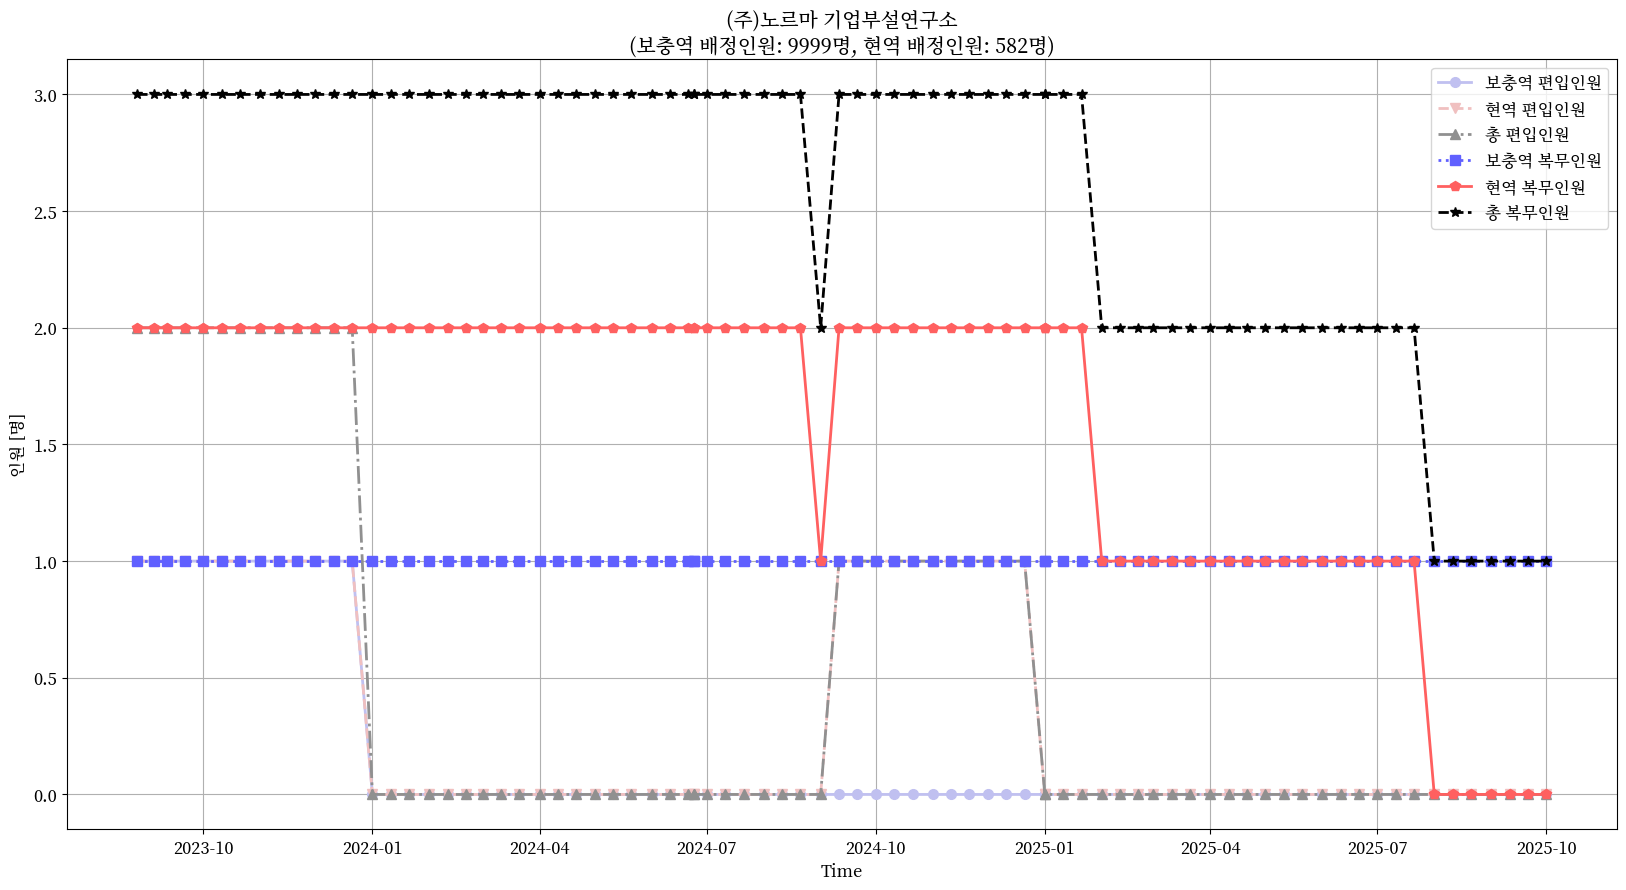 (주)노르마 기업부설연구소
(보충역 배정인원: 9999명, 현역 배정인원: 582명)
보충역 편입인원
현역 편입인원
총 편입인원
보충역 복무인원
현역 복무인원
총 복무인원
인원 [명]
3.0
2.5
2.0
1.5
1.0
0.5
0.0
2023-10 2024-01 2024-04 2024-07 2024-10 2025-01 2025-04 2025-07 2025-10
Time